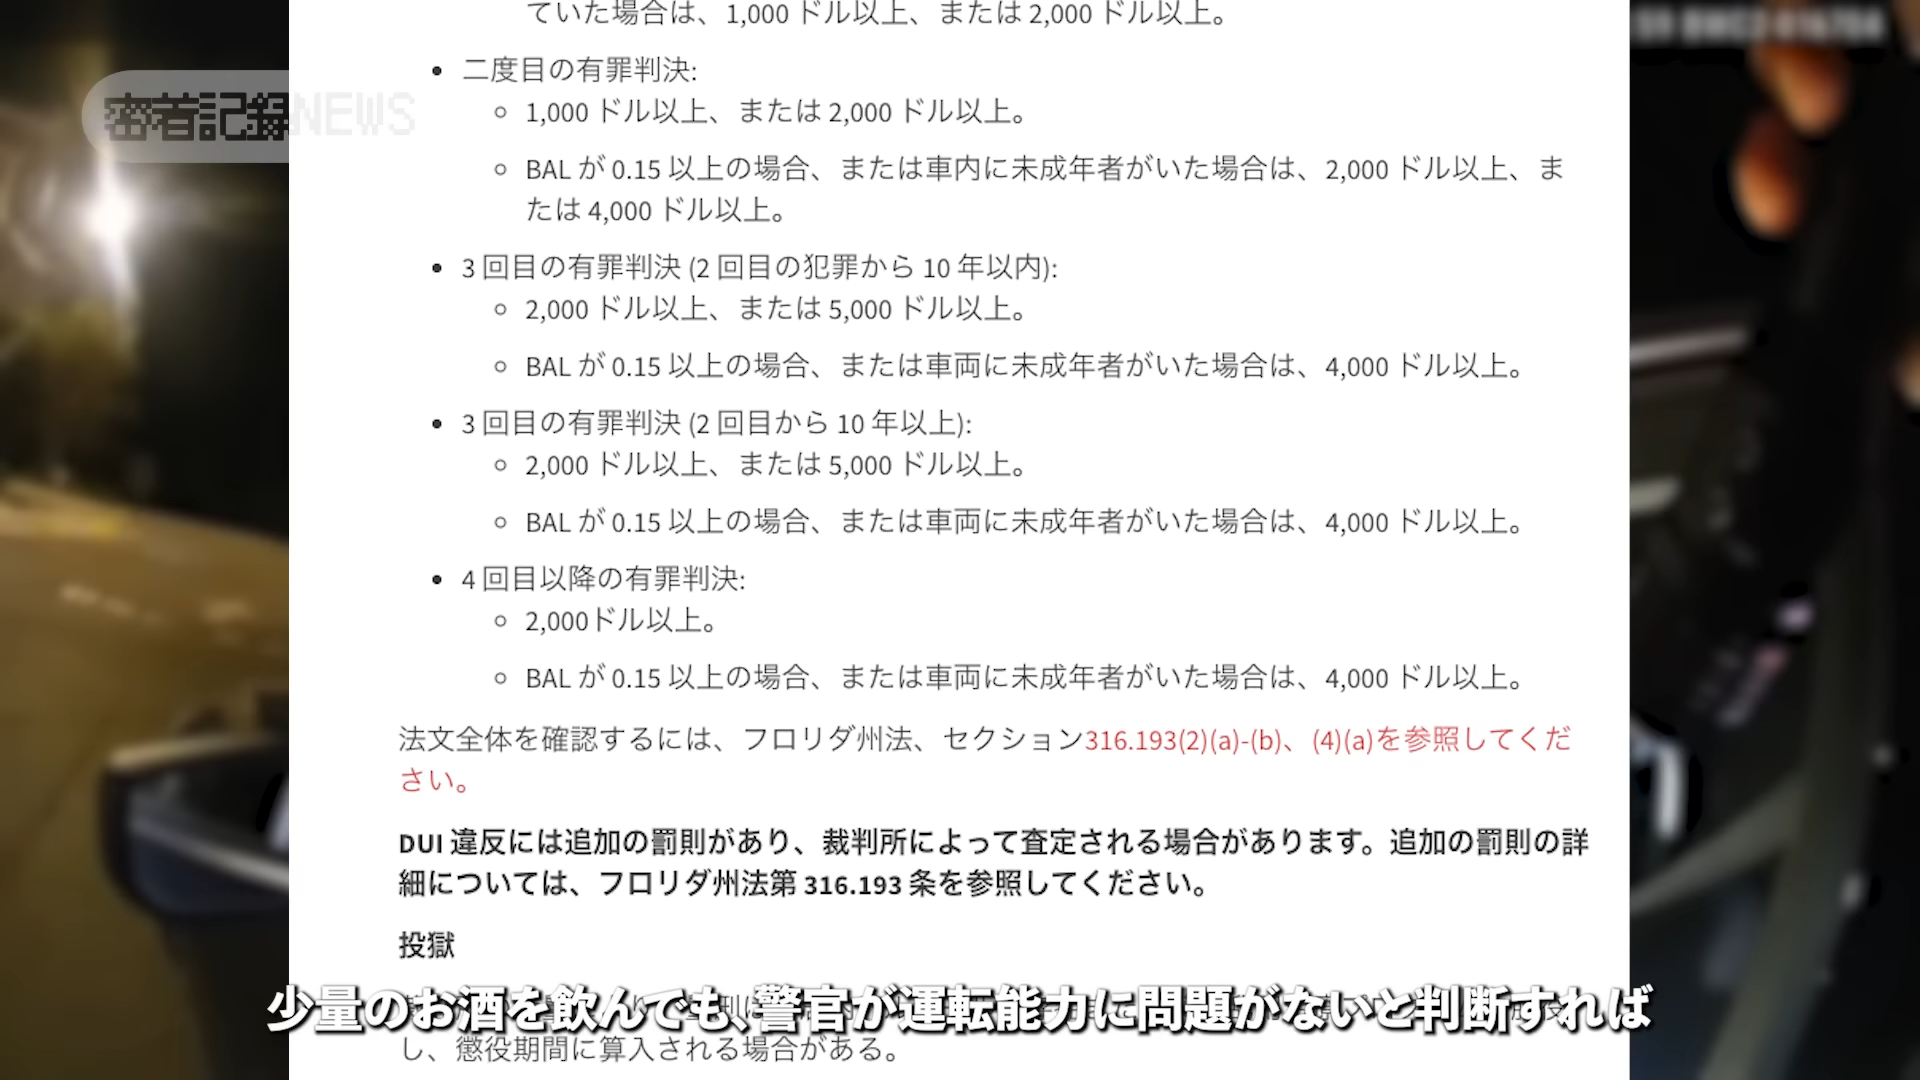 ていた場合は、1,000 ドル以上、または 2,000 ドル以上。
密着記録NEWS
• 二度目の有罪判決:
○ 1,000 ドル以上、または 2,000 ドル以上。
○ BAL が 0.15 以上の場合、または車内に未成年者がいた場合は、2,000 ドル以上、ま
たは 4,000 ドル以上。
• 3 回目の有罪判決 (2 回目の犯罪から 10 年以内):
○ 2,000 ドル以上、または 5,000 ドル以上。
○ BAL が 0.15 以上の場合、または車両に未成年者がいた場合は、4,000 ドル以上。
• 3 回目の有罪判決 (2 回目から 10 年以上):
○ 2,000 ドル以上、または 5,000 ドル以上。
○ BAL が 0.15 以上の場合、または車両に未成年者がいた場合は、4,000 ドル以上。
• 4 回目以降の有罪判決:
○ 2,000ドル以上。
○ BAL が 0.15 以上の場合、または車両に未成年者がいた場合は、4,000 ドル以上。
法文全体を確認するには、フロリダ州法、セクション316.193(2)(a)-(b)、(4)(a)を参照してくだ
さい。
DUI 違反には追加の罰則があり、裁判所によって査定される場合があります。追加の罰則の詳
細については、フロリダ州法第 316.193 条を参照してください。
投獄
少量のお酒を飲んでも、警官が運転能力に問題がないと判断すれば
し、懲役期間に算入される場合がある。